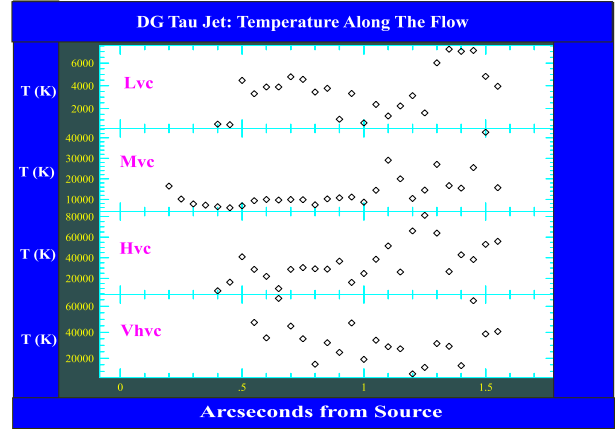 DG Tau Jet: Temperature Along The Flow
T (K)
6000
4000
2000
Lvc
T (K)
40000
30000
20000
10000
Mvc
T (K)
80000
60000
40000
20000
Hvc
T (K)
60000
40000
20000
Vhvc
0 .5 1 1.5
Arcseconds from Source